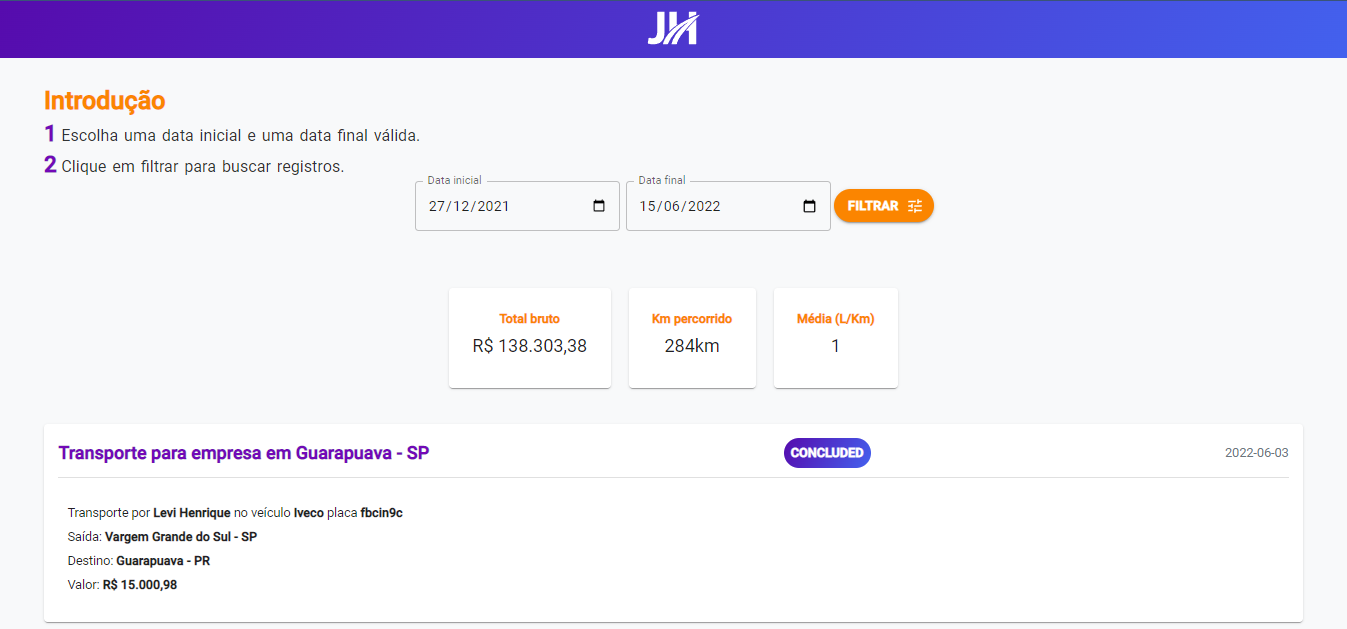 JH
Introdução
1 Escolha uma data inicial e uma data final válida.
2 Clique em filtrar para buscar registros.
Data inicial Data final
27/12/2021 15/06/2022 FILTRAR
Total bruto Km percorrido Média (L/Km)
R$ 138.303,38 284km 1
Transporte para empresa em Guarapuava - SP CONCLUDED 2022-06-03
Transporte por Levi Henrique no veículo Iveco placa fbcin9c
Saída: Vargem Grande do Sul - SP
Destino: Guarapuava - PR
Valor: R$ 15.000,98